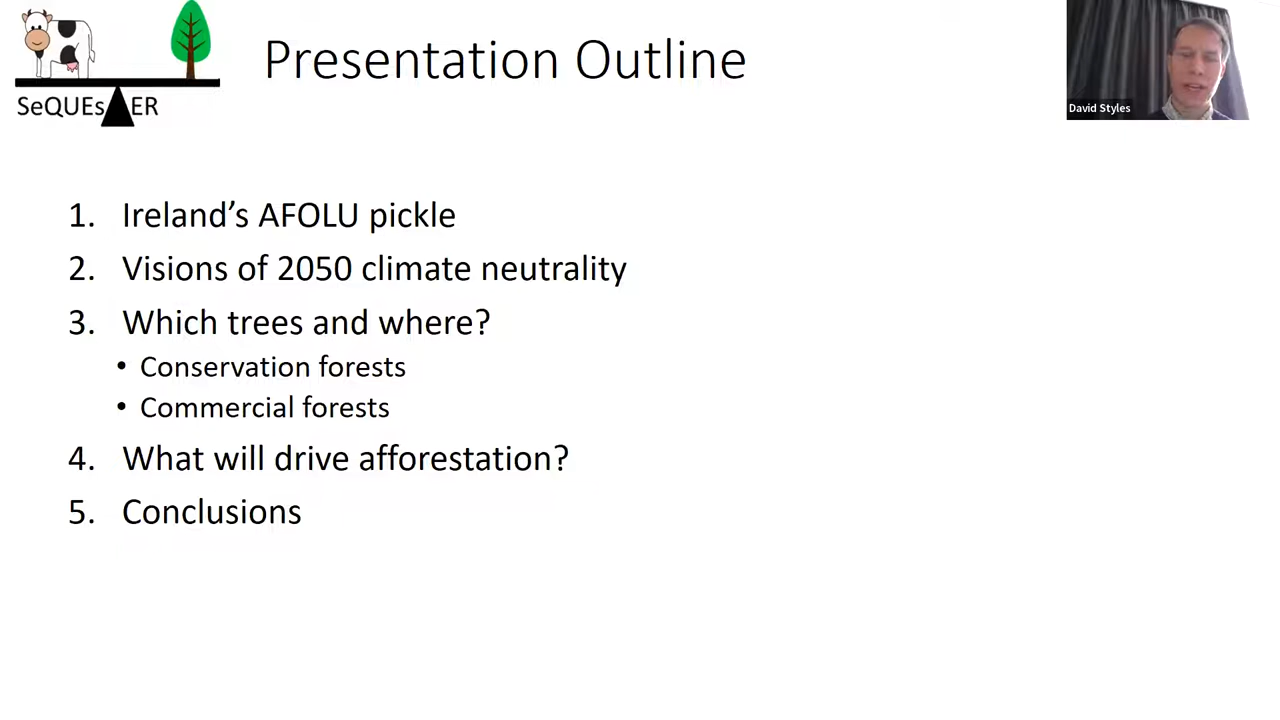 Presentation Outline
SeQUEsTER
David Styles
1. Ireland's AFOLU pickle
2. Visions of 2050 climate neutrality
3. Which trees and where?
• Conservation forests
• Commercial forests
4. What will drive afforestation?
5. Conclusions